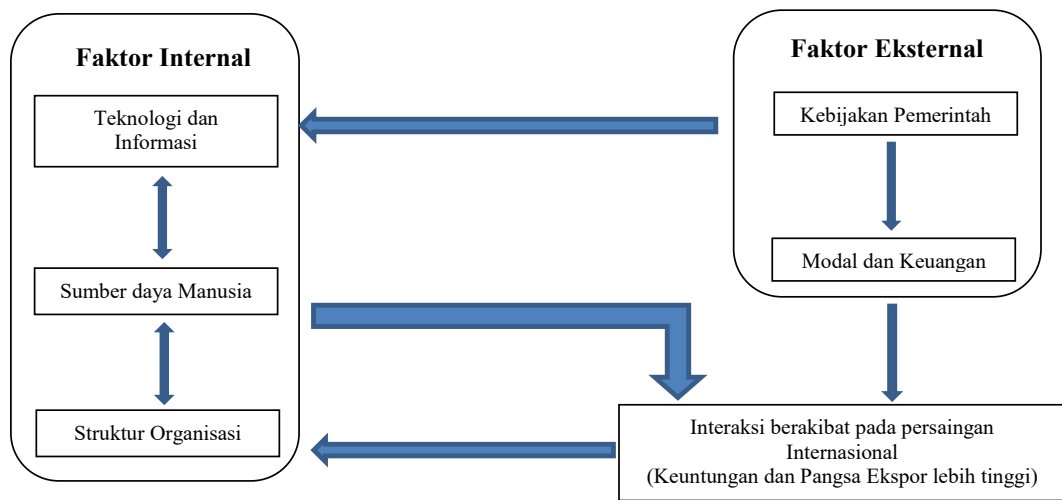 Faktor Internal
Teknologi dan
Informasi
Sumber daya Manusia
Struktur Organisasi
Faktor Eksternal
Kebijakan Pemerintah
Modal dan Keuangan
Interaksi berakibat pada persaingan
Internasional
(Keuntungan dan Pangsa Ekspor lebih tinggi)